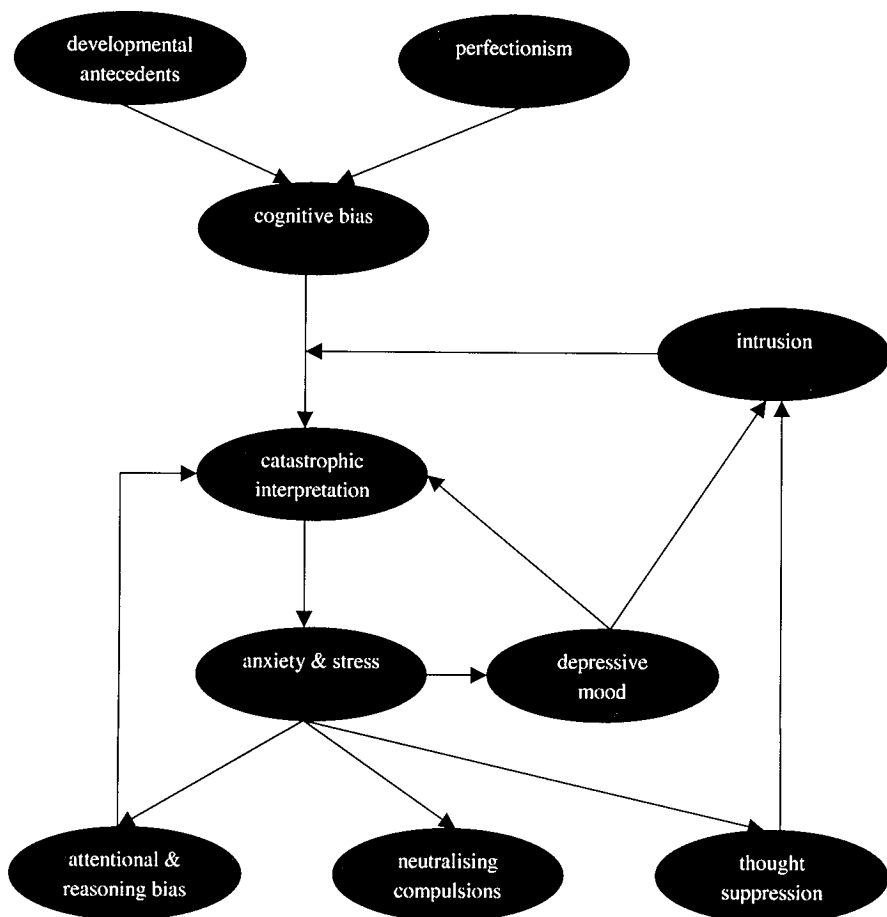 developmental
antecedents
perfectionism
cognitive bias
intrusion
catastrophic
interpretation
anxiety & stress
depressive
mood
attentional &
reasoning bias
neutralising
compulsions
thought
suppression